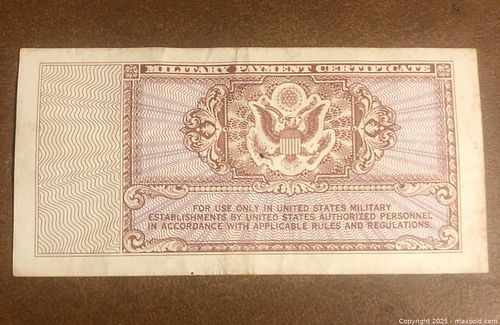 MILITARY PAYMENT CERTIFICATE
FOR USE ONLY IN UNITED STATES MILITARY
ESTABLISHMENTS BY UNITED STATES AUTHORIZED PERSONNEL
IN ACCORDANCE WITH APPLICABLE RULES AND REGULATIONS.
Copyright 2025 - maxsold.com